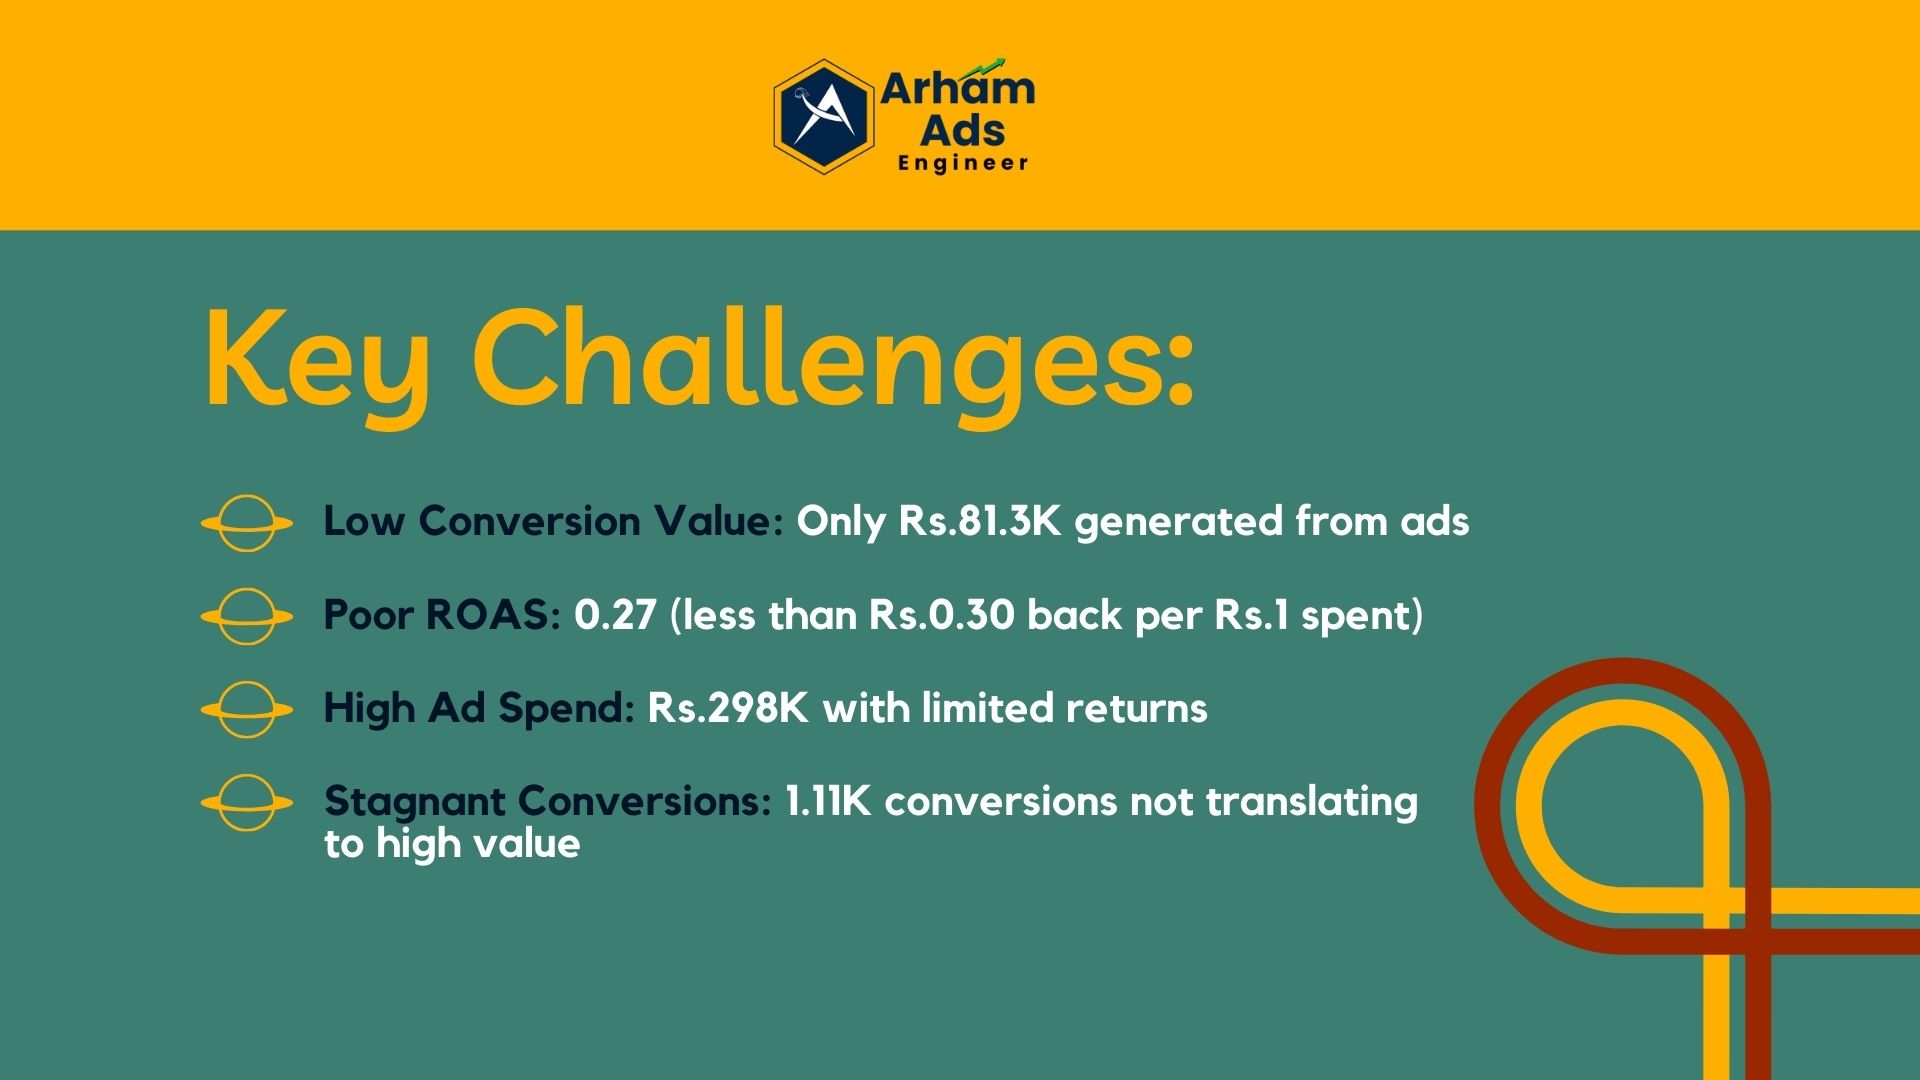 Arham
Ads
Engineer
Key Challenges:
Low Conversion Value: Only Rs.81.3K generated from ads
Poor ROAS: 0.27 (less than Rs.0.30 back per Rs.1 spent)
High Ad Spend: Rs.298K with limited returns
Stagnant Conversions: 1.11K conversions not translating
to high value